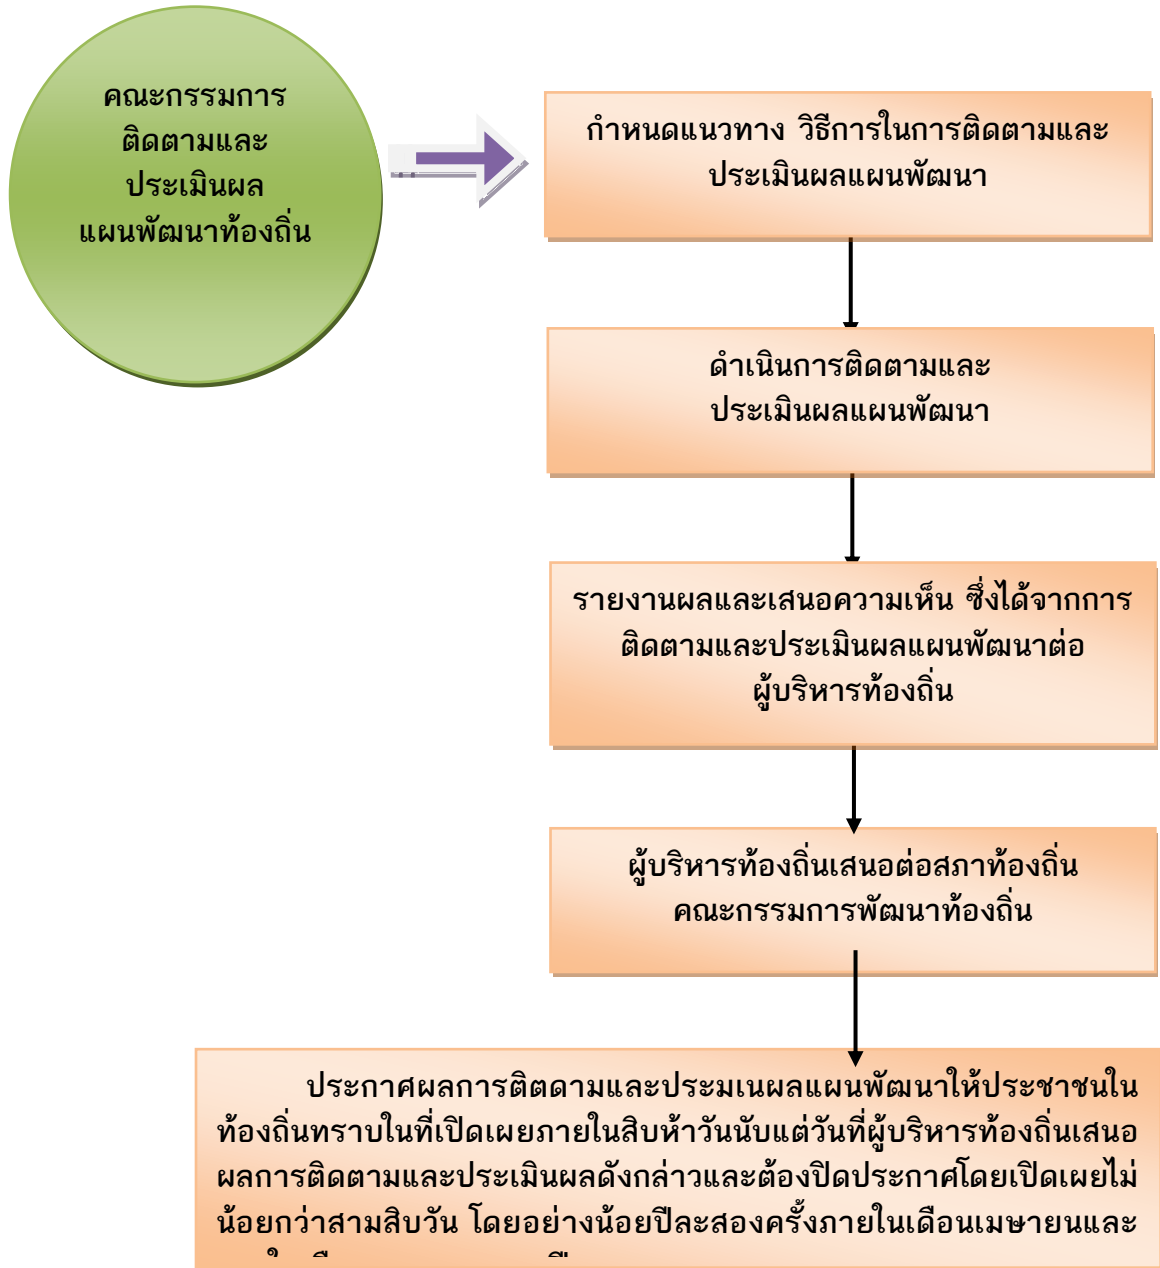 คณะกรรมการ
ติดตามและ
ประเมินผล
แผนพัฒนาท้องถิ่น
กำหนดแนวทาง วิธีการในการติดตามและ
ประเมินผลแผนพัฒนา
ดำเนินการติดตามและ
ประเมินผลแผนพัฒนา
รายงานผลและเสนอความเห็น ซึ่งได้จากการ
ติดตามและประเมินผลแผนพัฒนาต่อ
ผู้บริหารท้องถิ่น
ผู้บริหารท้องถิ่นเสนอต่อสภาท้องถิ่น
คณะกรรมการพัฒนาท้องถิ่น
ประกาศผลการติตดามและประมเนผลแผนพัฒนาให้ประชาชนใน
ท้องถิ่นทราบในที่เปิดเผยภายในสิบห้าวันนับแต่วันที่ผู้บริหารท้องถิ่นเสนอ
ผลการติดตามและประเมินผลดังกล่าวและต้องปิดประกาศโดยเปิดเผยไม่
น้อยกว่าสามสิบวัน โดยอย่างน้อยปีละสองครั้งภายในเดือนเมษายนและ